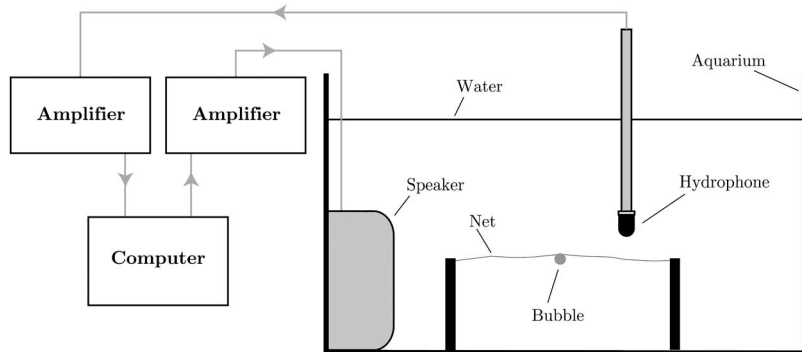 Aquarium
Water
Amplifier
Amplifier
Speaker
Hydrophone
Net
Computer
Bubble